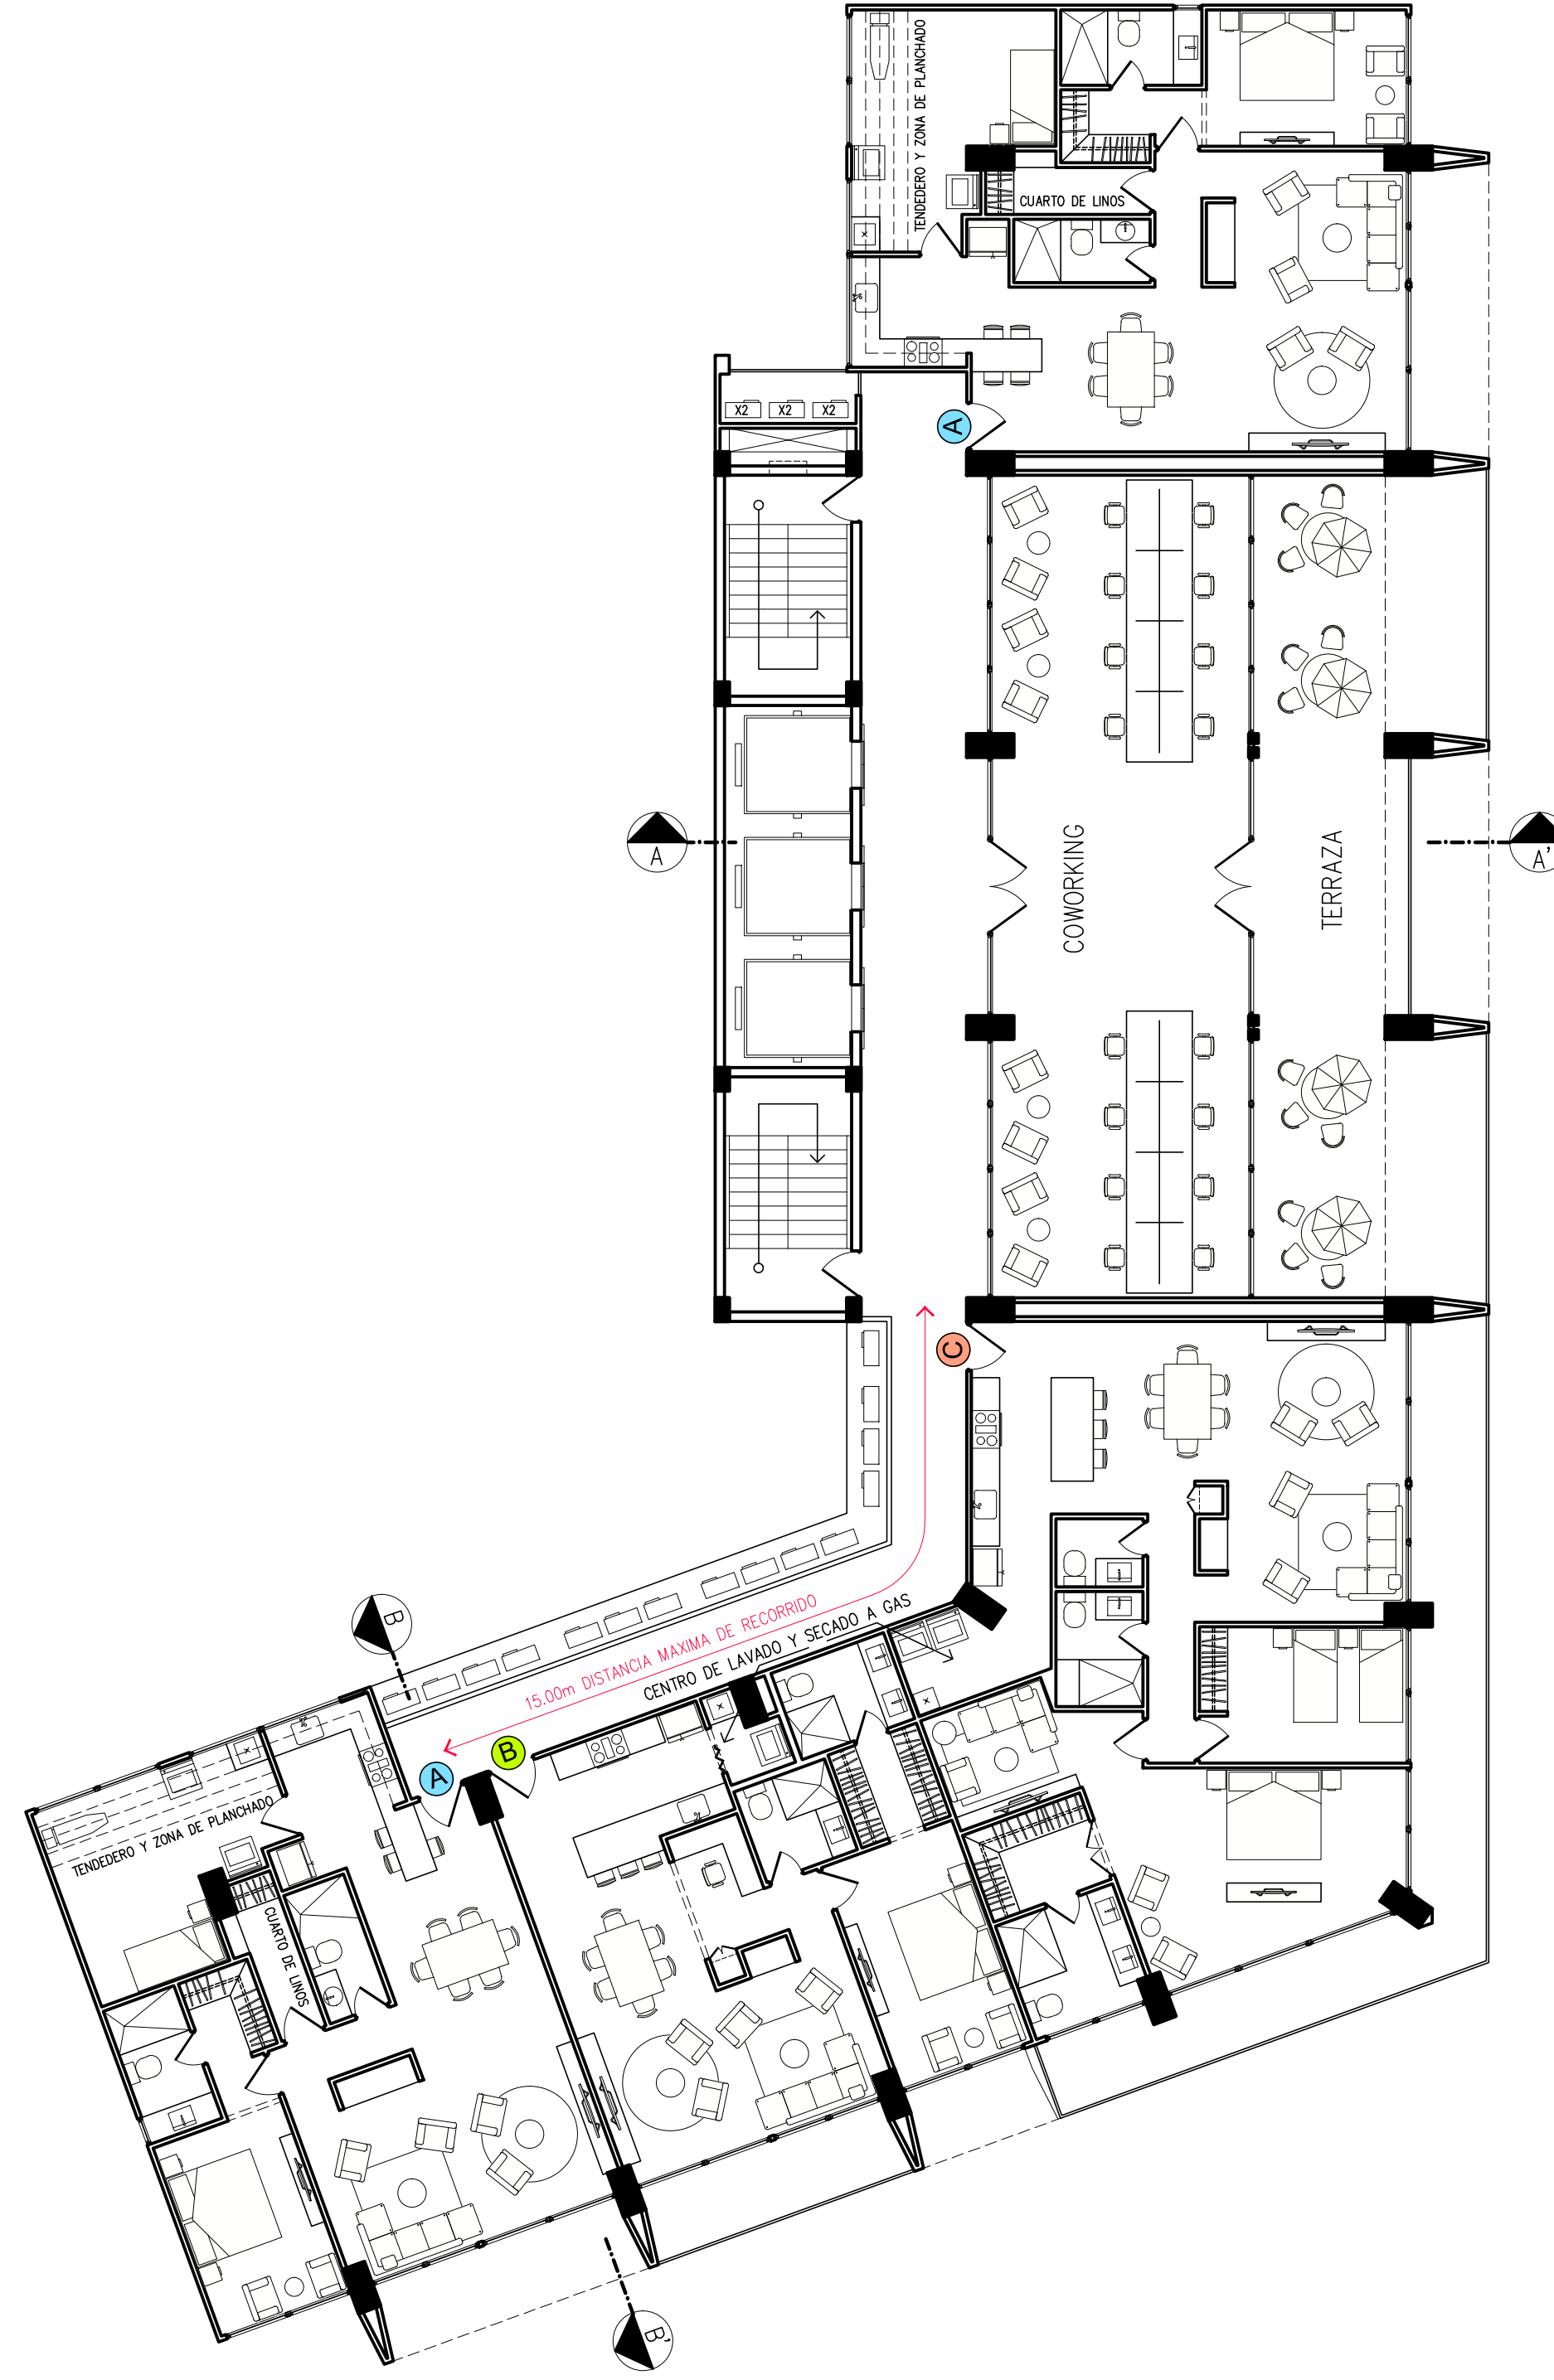 TENDEDERO Y ZONA DE PLANCHADO
CUARTO DE LINOS
X2
X2
X2
A
COWORKING
TERRAZA
A
A'
C
15.00m DISTANCIA MAXIMA DE RECORRIDO
CENTRO DE LAVADO Y SECADO A GAS
B
B
A
TENDEDERO Y ZONA DE PLANCHADO
CUARTO DE LINOS
B'